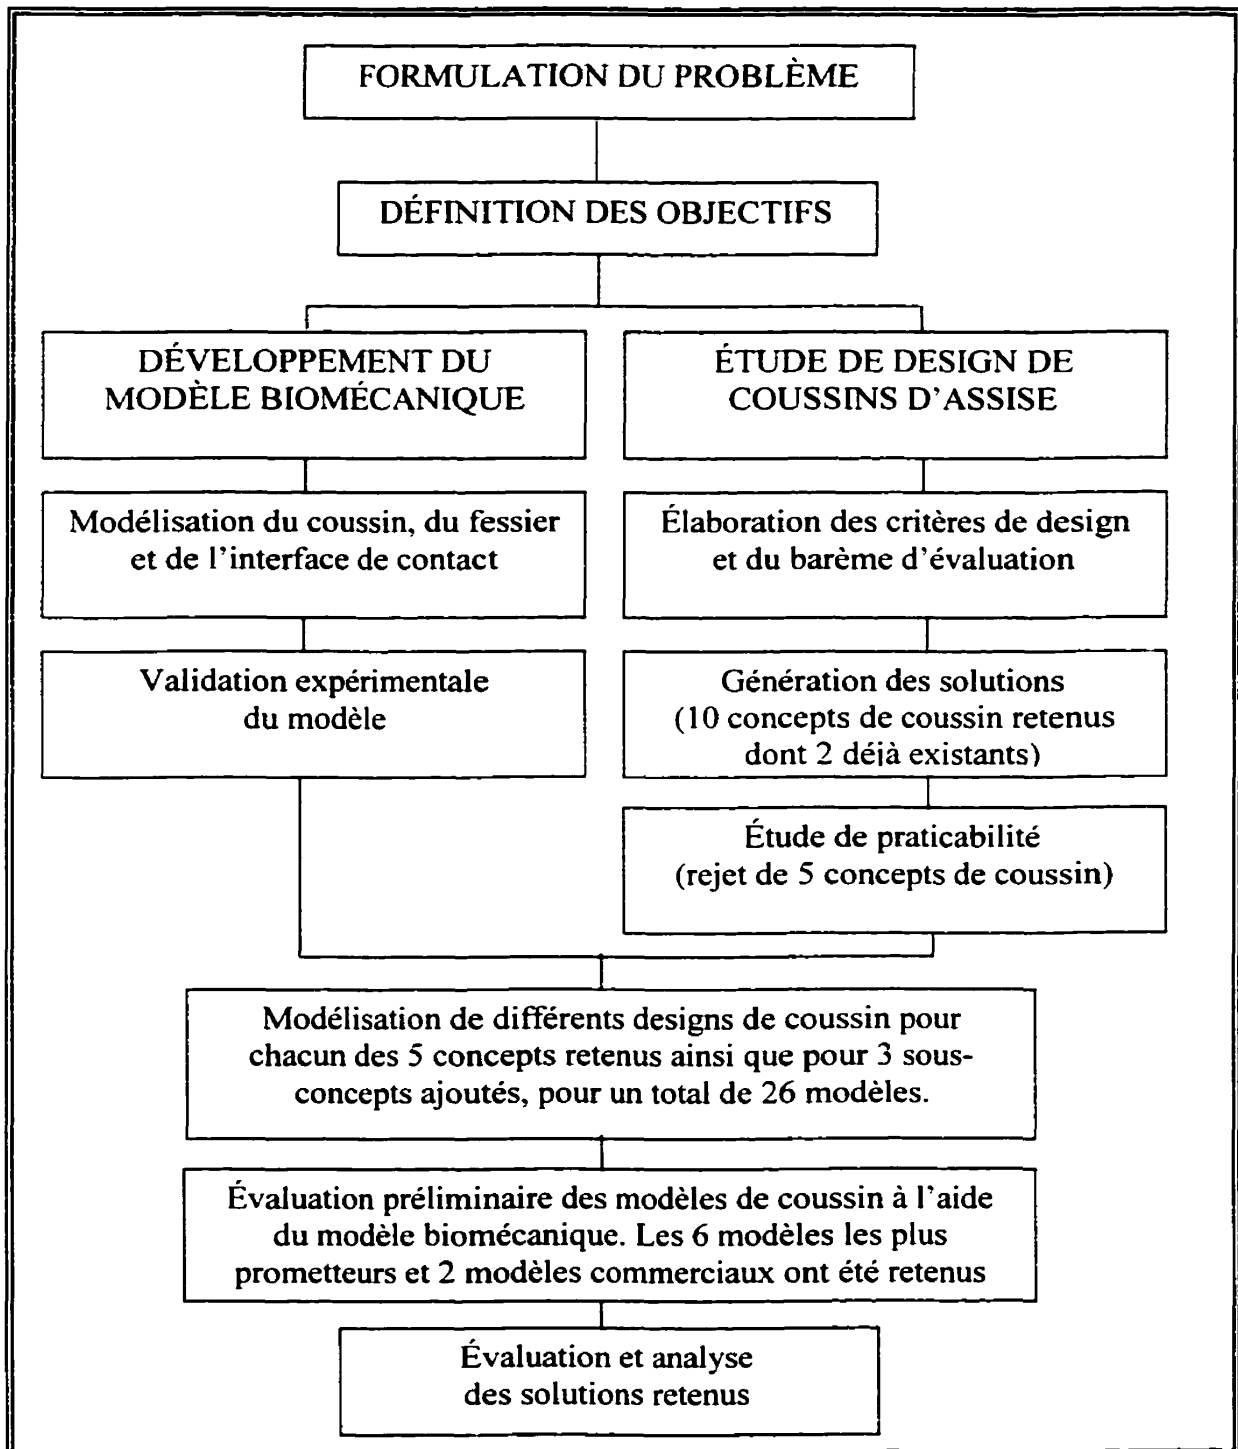 FORMULATION DU PROBLÈME
DÉFINITION DES OBJECTIFS
DÉVELOPPEMENT DU
MODÈLE BIOMÉCANIQUE
ÉTUDE DE DESIGN DE
COUSSINS D'ASSISE
Modélisation du coussin, du fessier
et de l'interface de contact
Élaboration des critères de design
et du barème d'évaluation
Validation expérimentale
du modèle
Génération des solutions
(10 concepts de coussin retenus
dont 2 déjà existants)
Étude de praticabilité
(rejet de 5 concepts de coussin)
Modélisation de différents designs de coussin pour
chacun des 5 concepts retenus ainsi que pour 3 sous-
concepts ajoutés, pour un total de 26 modèles.
Évaluation préliminaire des modèles de coussin à l'aide
du modèle biomécanique. Les 6 modèles les plus
prometteurs et 2 modèles commerciaux ont été retenus
Évaluation et analyse
des solutions retenus